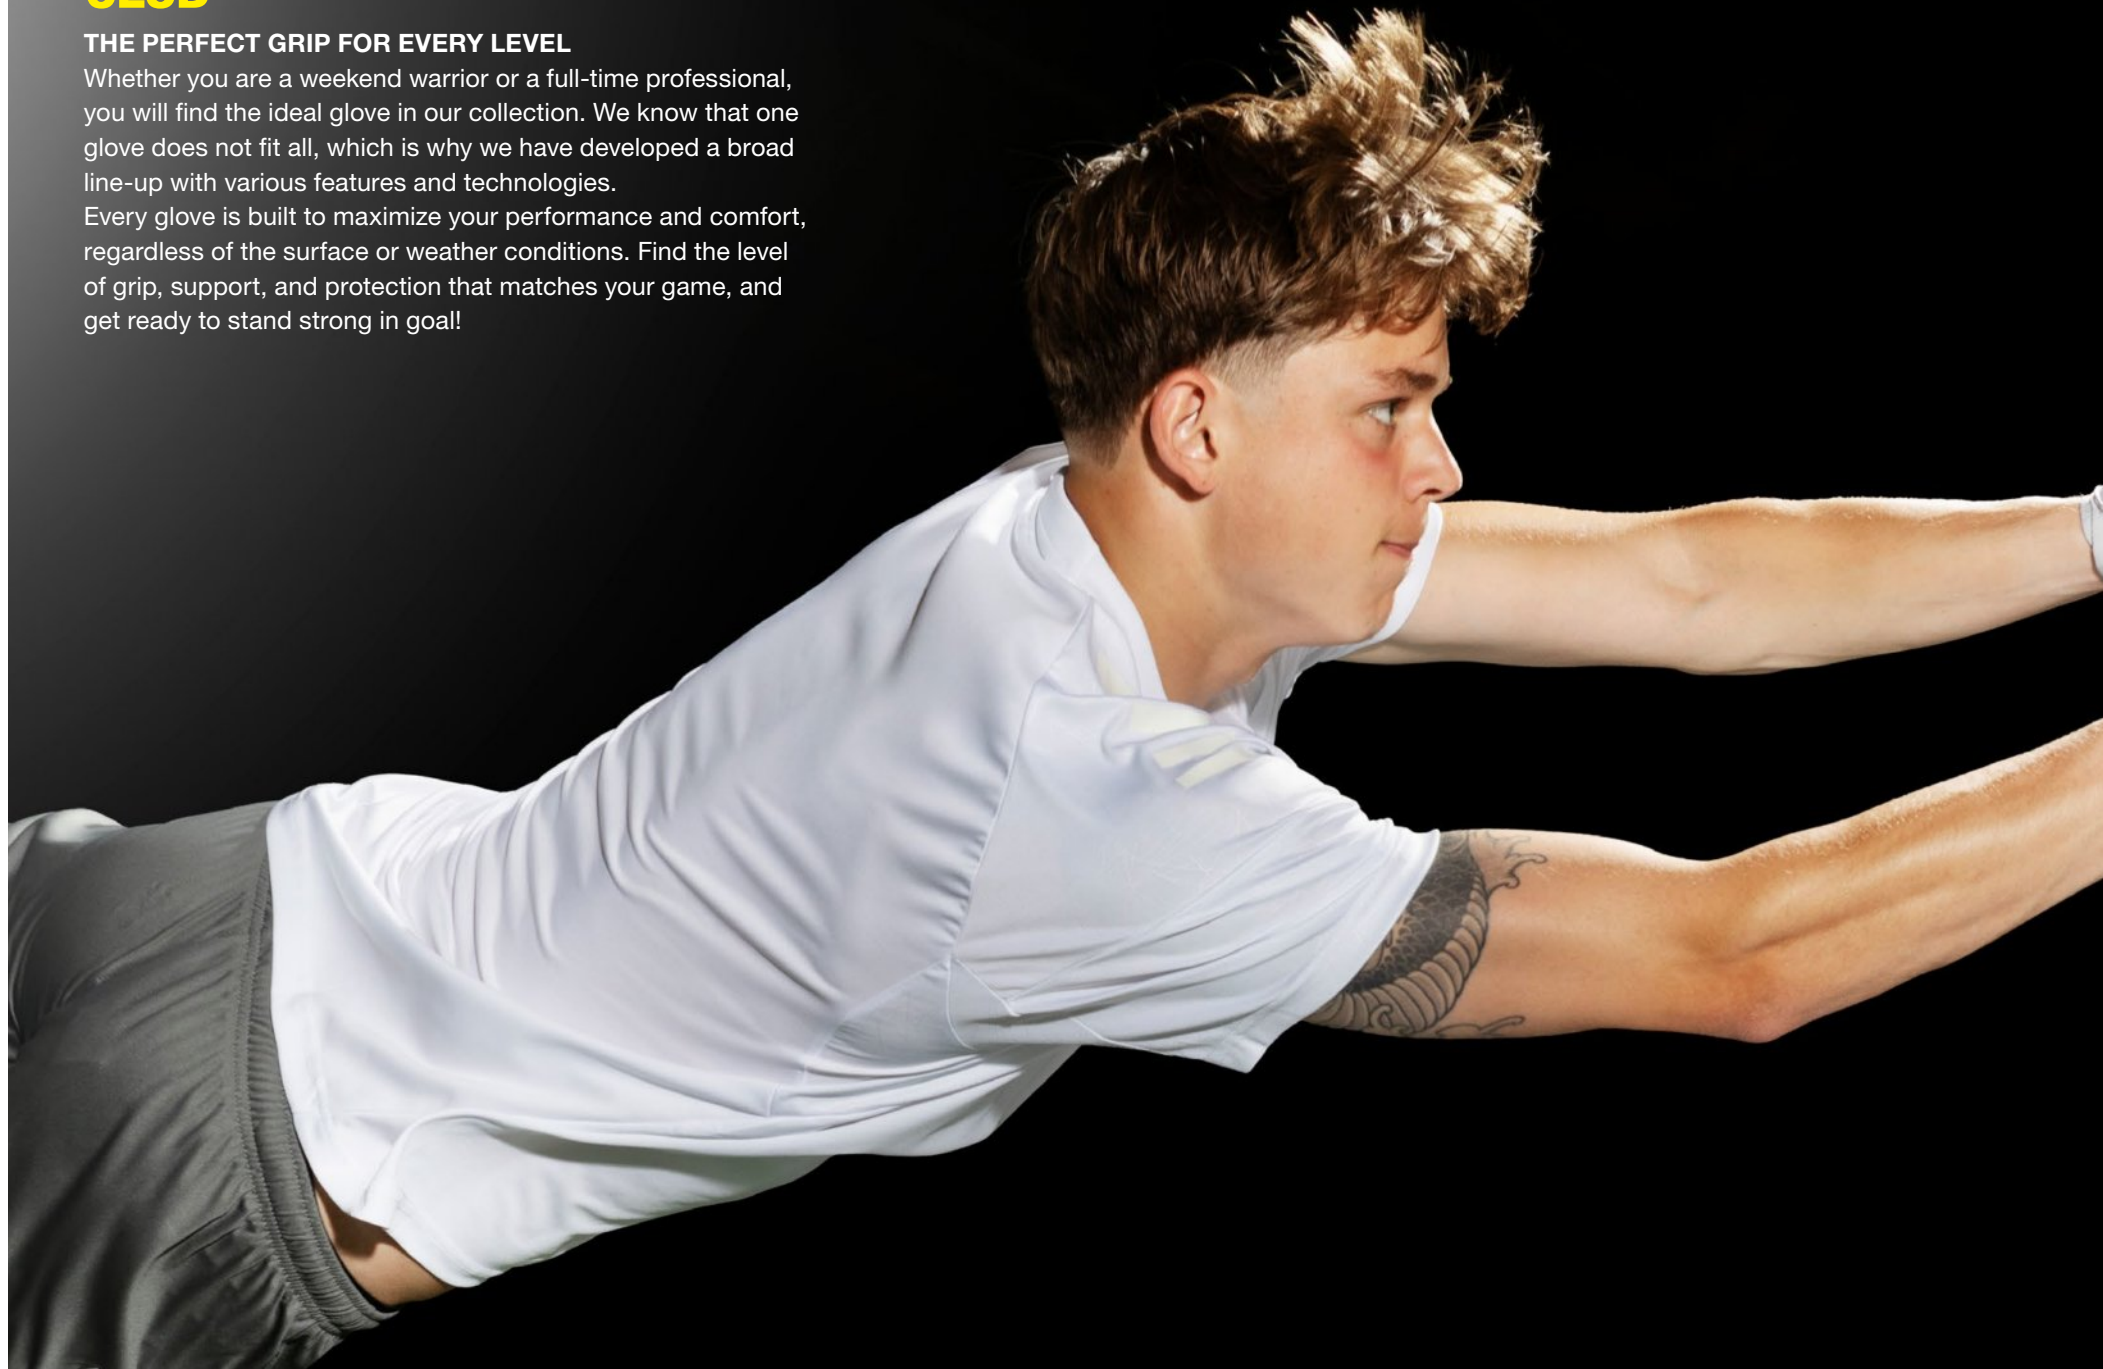 THE PERFECT GRIP FOR EVERY LEVEL
Whether you are a weekend warrior or a full-time professional,
you will find the ideal glove in our collection. We know that one
glove does not fit all, which is why we have developed a broad
line-up with various features and technologies.
Every glove is built to maximize your performance and comfort,
regardless of the surface or weather conditions. Find the level
of grip, support, and protection that matches your game, and
get ready to stand strong in goal!